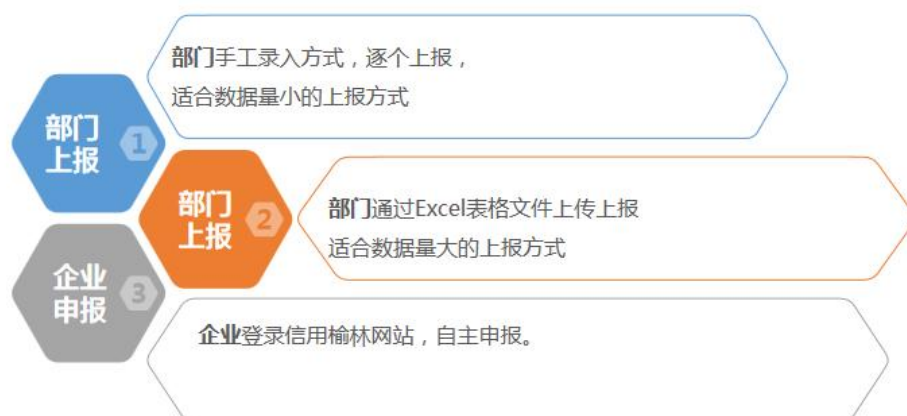 部门手工录入方式，逐个上报，
适合数据量小的上报方式
部门
上报
1
部门
上报
2
部门通过Excel表格文件上传上报
适合数据量大的上报方式
企业
申报
3
企业登录信用榆林网站，自主申报。